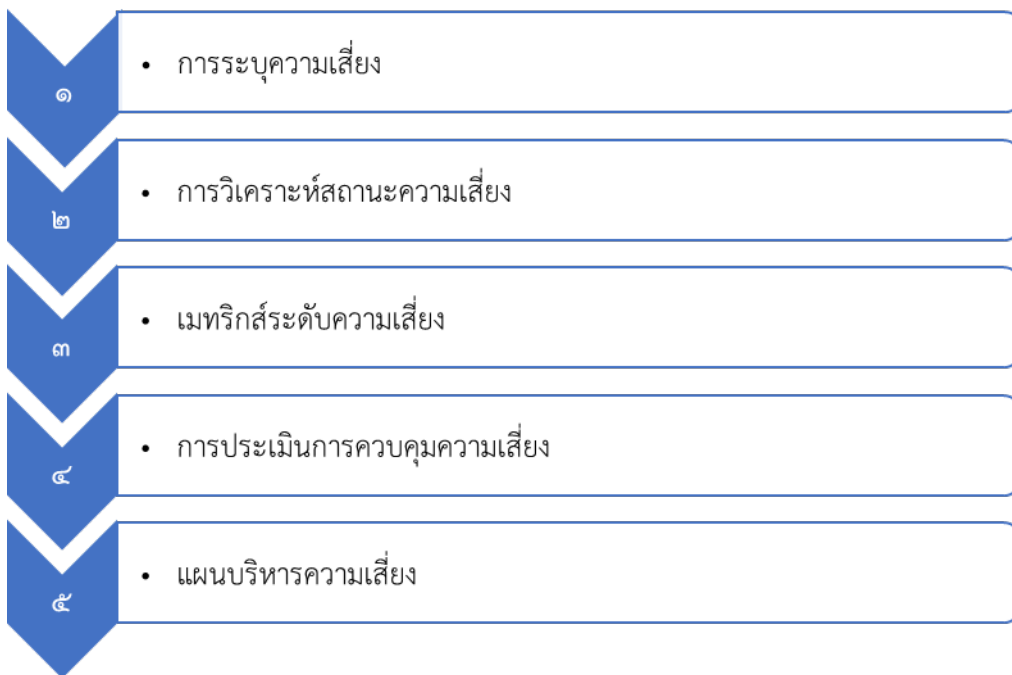 ๑
• การระบุความเสี่ยง
๒
• การวิเคราะห์สถานะความเสี่ยง
๓
• เมทริกส์ระดับความเสี่ยง
๔
• การประเมินการควบคุมความเสี่ยง
๕
• แผนบริหารความเสี่ยง